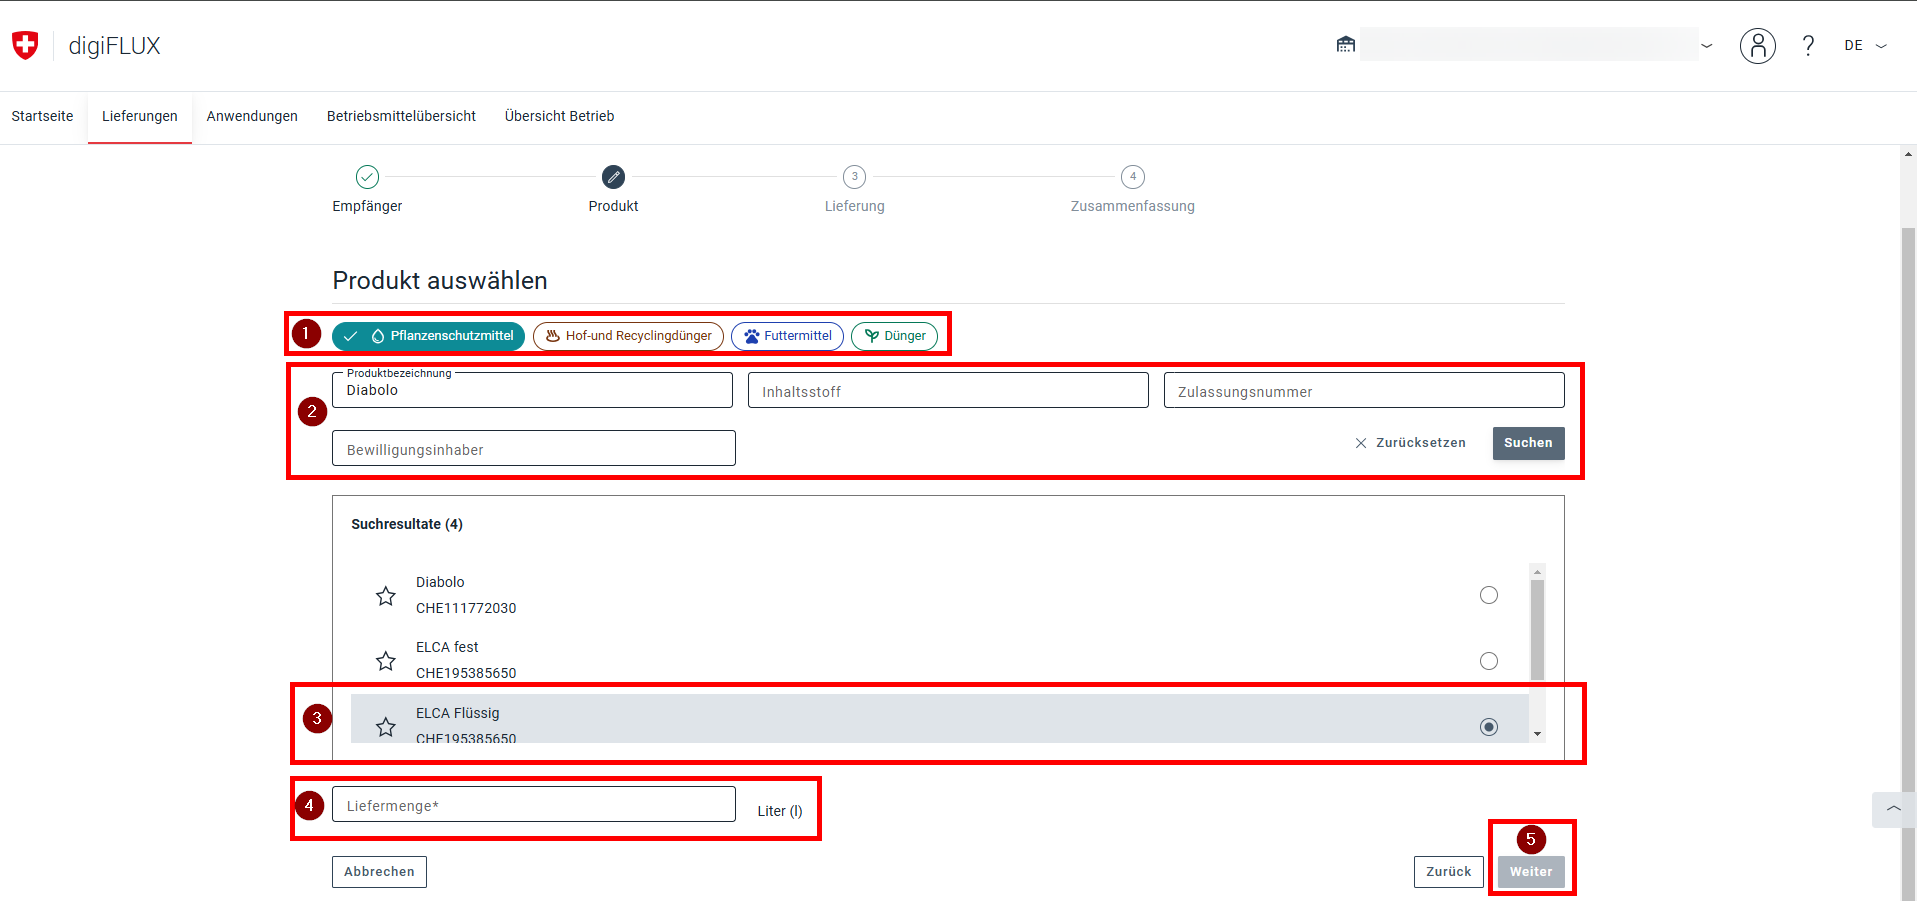 digiFLUX
? DE
Startseite Lieferungen Anwendungen Betriebsmittelübersicht Übersicht Betrieb
3 4
Empfänger Produkt Lieferung Zusammenfassung
Produkt auswählen
1 Pflanzenschutzmittel Hof-und Recyclingdünger Futtermittel Dünger
Produktbezeichnung
2 Diabolo Inhaltsstoff Zulassungsnummer
Bewilligungsinhaber Zurücksetzen Suchen
Suchresultate (4)
Diabolo
CHE111772030
ELCA fest
CHE195385650
3 ELCA Flüssig
CHE195385650
4 Liefermenge* Liter (l)
5
Abbrechen Zurück Weiter